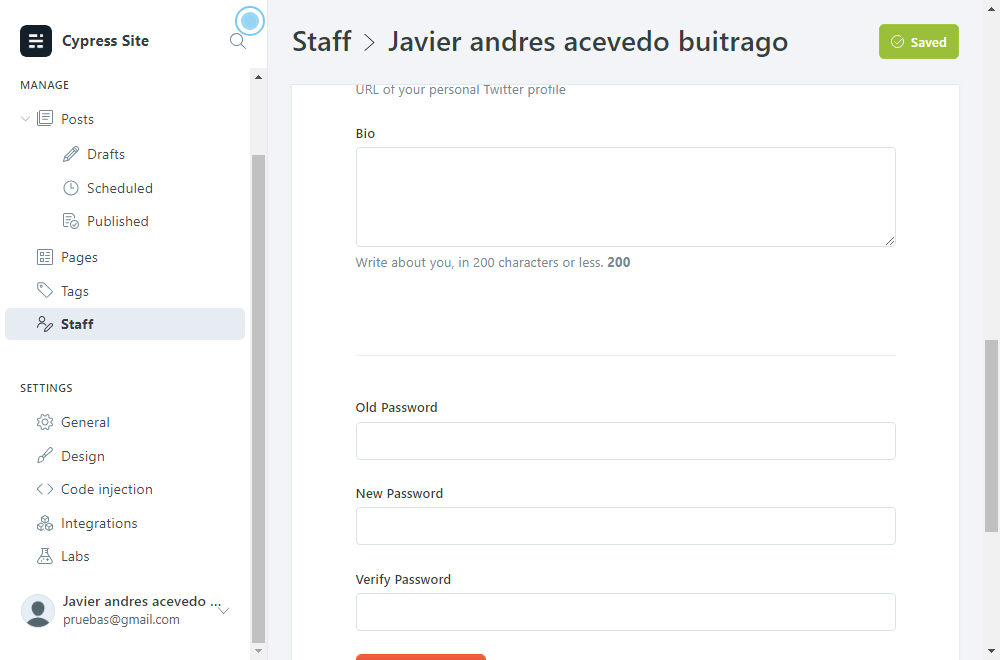 Cypress Site
MANAGE
Posts
Drafts
Scheduled
Published
Pages
Tags
Staff
SETTINGS
General
Design
Code injection
Integrations
Labs
Javier andres acevedo ...
pruebas@gmail.com
Staff > Javier andres acevedo buitrago
Saved
URL of your personal Twitter profile
Bio
Write about you, in 200 characters or less. 200
Old Password
New Password
Verify Password